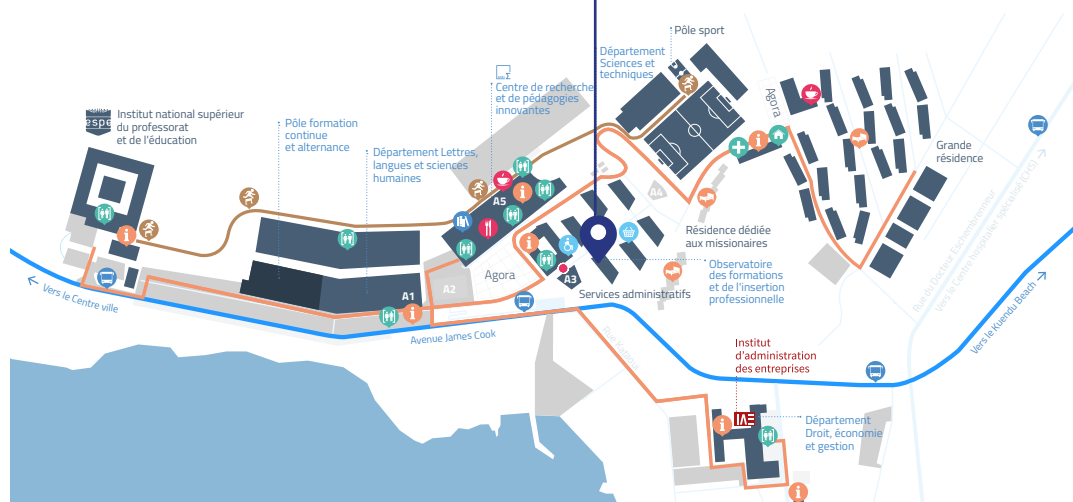 Pôle sport
Département
Sciences et
techniques
Centre de recherche
et de pédagogies
innovantes
Agora
espe
Institut national supérieur
du professorat
et de l'éducation
Pôle formation
continue
et alternance
Département Lettres,
langues et sciences
humaines
Grande
résidence
A5
A4
Résidence dédiée
aux missionaires
Observatoire
des formations
et de l'insertion
professionnelle
Agora
A3
A2
A1
Services administratifs
Vers le Centre ville
Avenue James Cook
Rue du Docteur Eschembrenneur
Vers le Centre hospitalier spécialisé (CHS)
Vers le Kuendu Beach
Institut
d'administration
des entreprises
IAE
Département
Droit, économie
et gestion